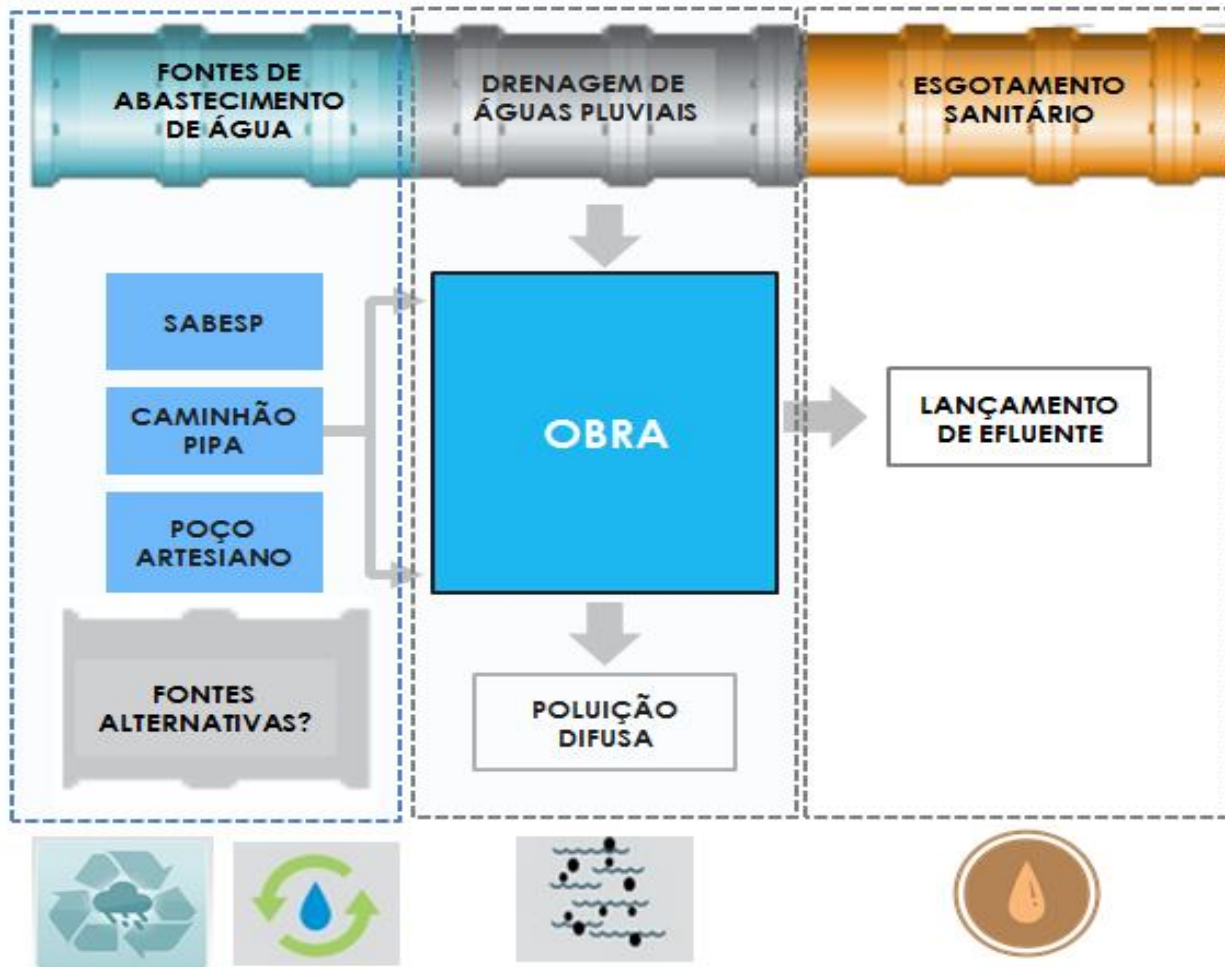 FONTES DE
ABASTECIMENTO
DE ÁGUA
DRENAGEM DE
ÁGUAS PLUVIAIS
ESGOTAMENTO
SANITÁRIO
SABESP
CAMINHÃO
PIPA
POÇO
ARTESIANO
FONTES
ALTERNATIVAS?
OBRA
POLUIÇÃO
DIFUSA
LANÇAMENTO
DE EFLUENTE